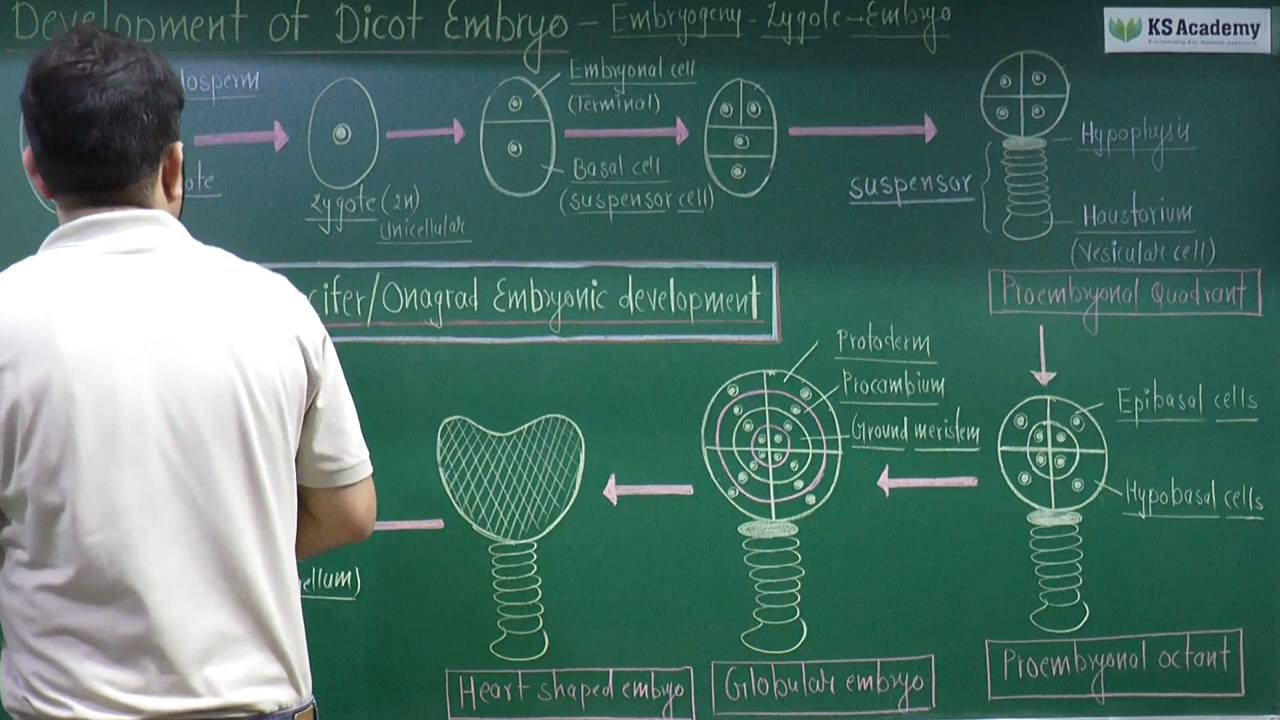 Development of Dicot Embryo - Embryogeny - Zygote→Embryo
KS Academy
Embryonal cell
(Terminal)
Basal cell
(suspensor cell)
Zygote (2n)
Unicellular
suspensor
Hypophysis
Haustorium
(Vesicular cell)
Proembryonal Quadrant
cifer/Onagrad Embryonic development
Protoderm
Procambium
Ground meristem
Epibasal cells
Hypobasal cells
ellum)
Heart shaped embryo
Globular embryo
Proembryonal octant